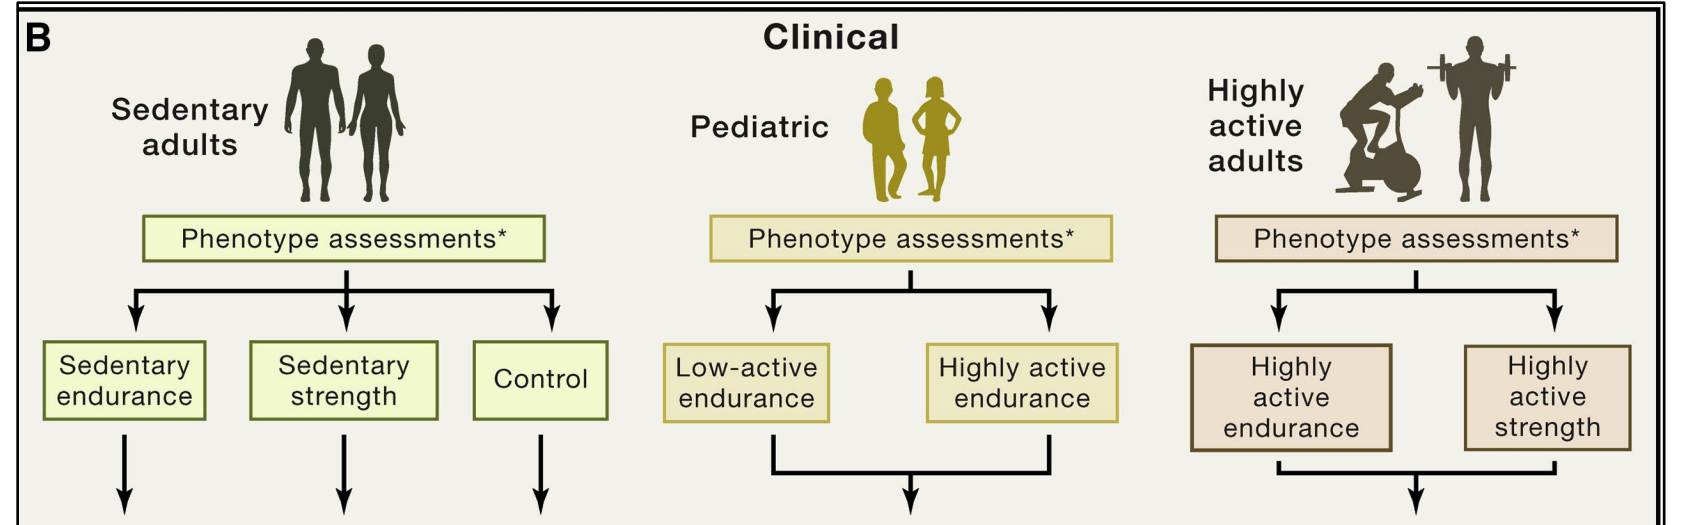 B
Clinical
Sedentary
adults
Phenotype assessments*
Sedentary
endurance
Sedentary
strength
Control
Pediatric
Phenotype assessments*
Low-active
endurance
Highly active
endurance
Highly
active
adults
Phenotype assessments*
Highly
active
endurance
Highly
active
strength